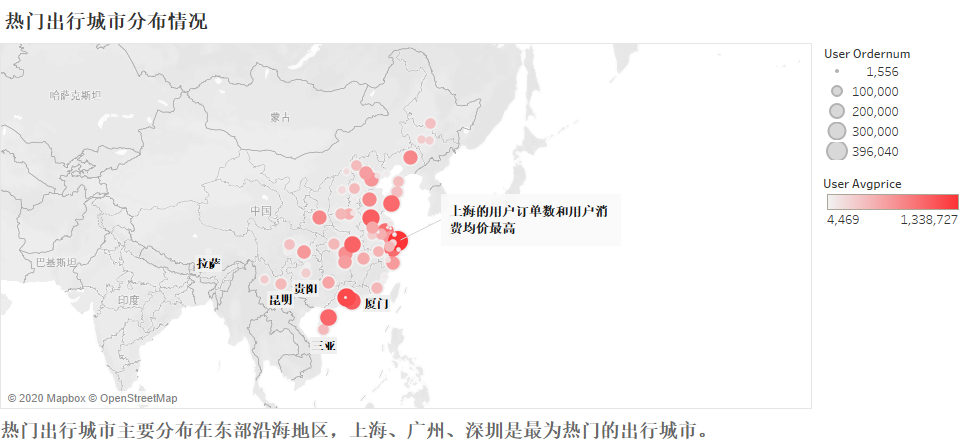 热门出行城市分布情况
User Ordernum
1,556
100,000
200,000
300,000
396,040
User Avgprice
4,469 1,338,727
哈萨克斯坦
蒙古
中国
巴基斯坦
印度
上海的用户订单数和用户消
费均价最高
拉萨
贵阳
昆明
厦门
三亚
© 2020 Mapbox © OpenStreetMap
热门出行城市主要分布在东部沿海地区，上海、广州、深圳是最为热门的出行城市。